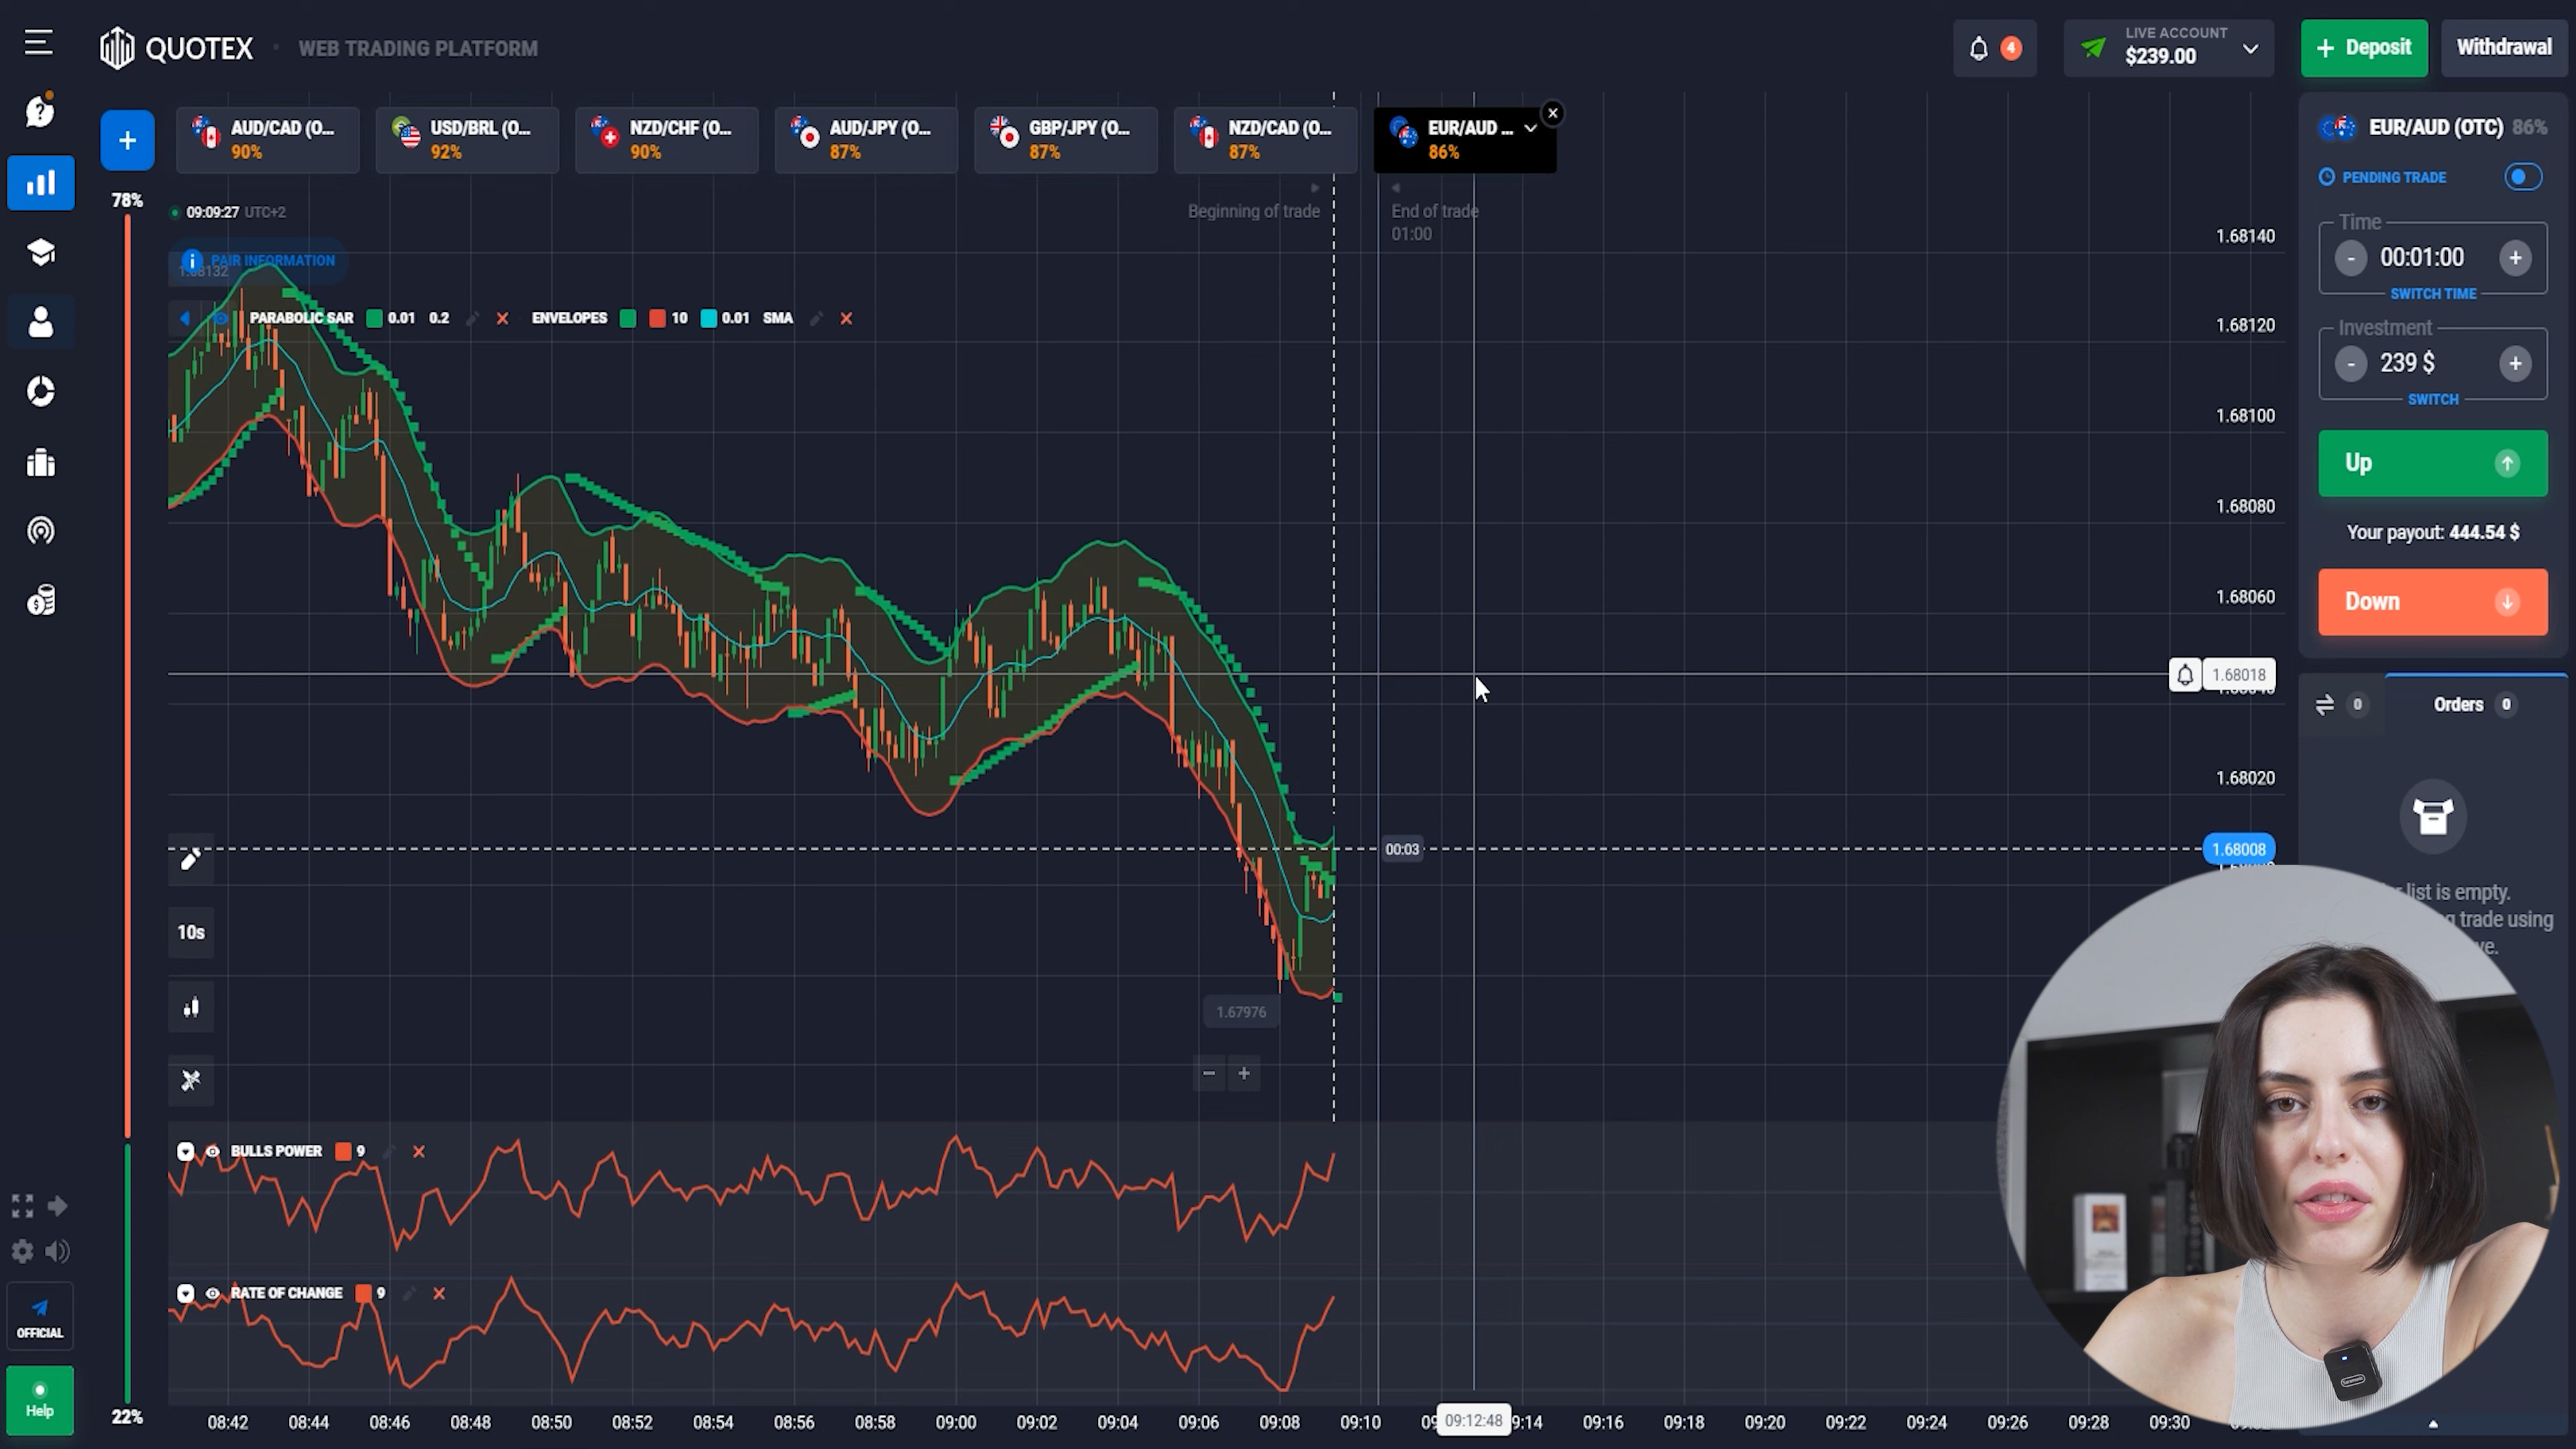 QUOTEX
WEB TRADING PLATFORM
4
LIVE ACCOUNT
$239.00
+ Deposit
Withdrawal
+
AUD/CAD (O...
90%
USD/BRL (O...
92%
NZD/CHF (O...
90%
AUD/JPY (O...
87%
GBP/JPY (O...
87%
NZD/CAD (O...
87%
EUR/AUD ...
86%
78%
09:09:27 UTC+2
Beginning of trade
End of trade
01:00
PAIR INFORMATION
PARABOLIC SAR 0.01 0.2
ENVELOPES 10 0.01 SMA
1.68140
1.68120
1.68100
1.68080
1.68060
1.68018
1.68020
00:03
1.68008
1.67976
10s
− +
BULLS POWER 9
RATE OF CHANGE 9
22%
08:42 08:44 08:46 08:48 08:50 08:52 08:54 08:56 08:58 09:00 09:02 09:04 09:06 09:08 09:10 09:12:48 09:16 09:18 09:20 09:22 09:24 09:26 09:28 09:30
EUR/AUD (OTC) 86%
PENDING TRADE
Time
- 00:01:00 +
SWITCH TIME
Investment
- 239 $ +
SWITCH
Up
Your payout: 444.54 $
Down
0
Orders 0
list is empty.
trade using
OFFICIAL
Help